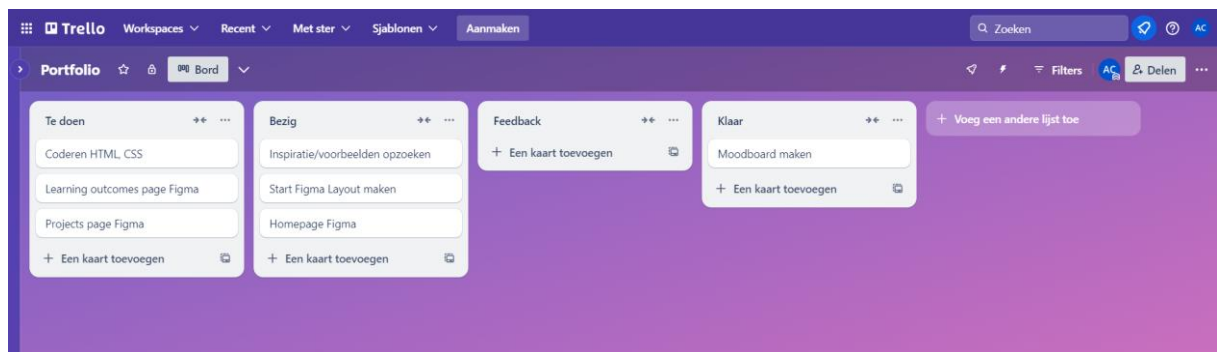 Trello Workspaces Recent Met ster Sjablonen Aanmaken Zoeken AC
Portfolio Bord Filters AC Delen
Te doen
Coderen HTML, CSS
Learning outcomes page Figma
Projects page Figma
+ Een kaart toevoegen
Bezig
Inspiratie/voorbeelden opzoeken
Start Figma Layout maken
Homepage Figma
+ Een kaart toevoegen
Feedback
+ Een kaart toevoegen
Klaar
Moodboard maken
+ Een kaart toevoegen
+ Voeg een andere lijst toe